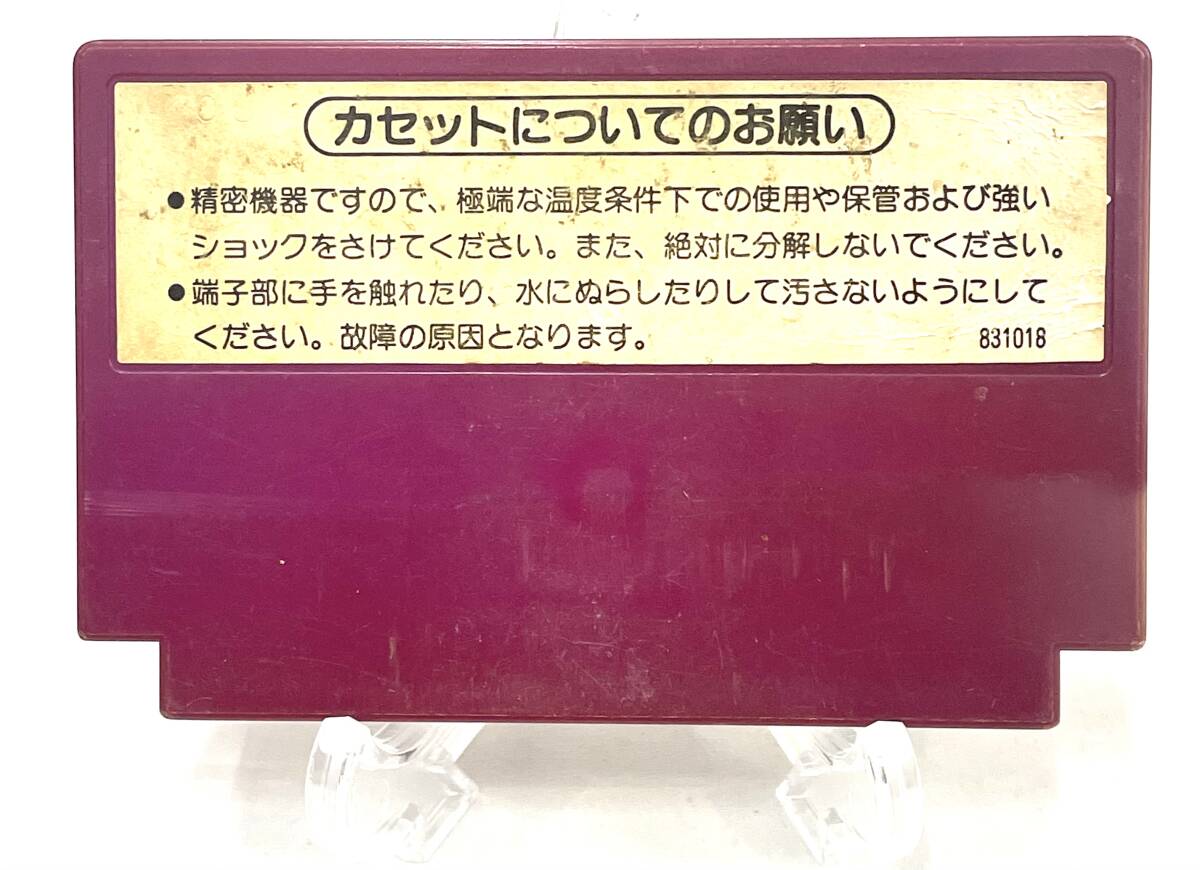 カセットについてのお願い
●精密機器ですので、極端な温度条件下での使用や保管および強い
ショックをさけてください。また、絶対に分解しないでください。
●端子部に手を触れたり、水にぬらしたりして汚さないようにして
ください。故障の原因となります。 831018